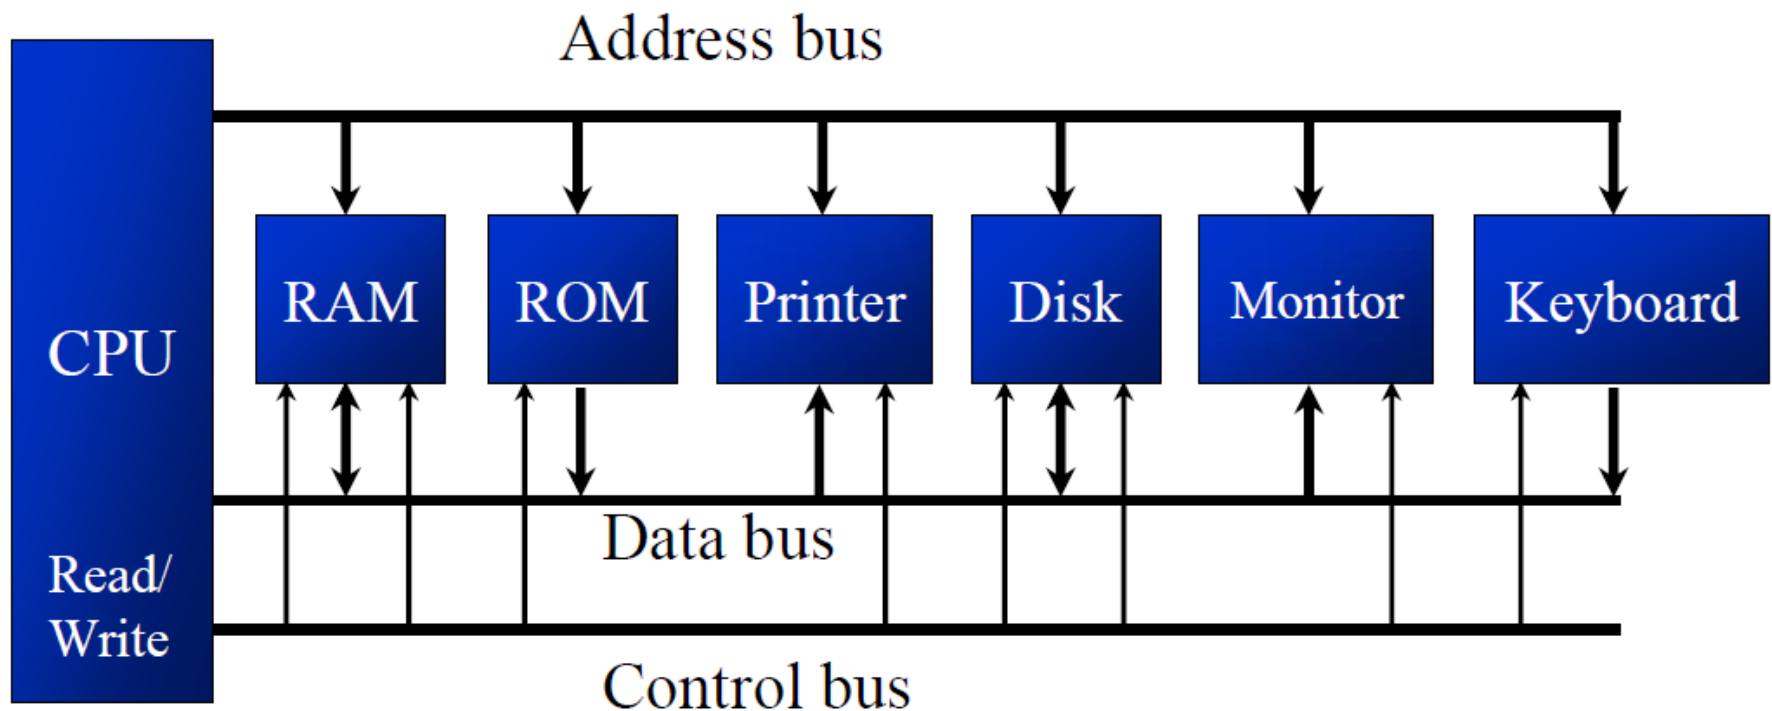 Address bus
RAM
ROM
Printer
Disk
Monitor
Keyboard
CPU
Data bus
Read/
Write
Control bus